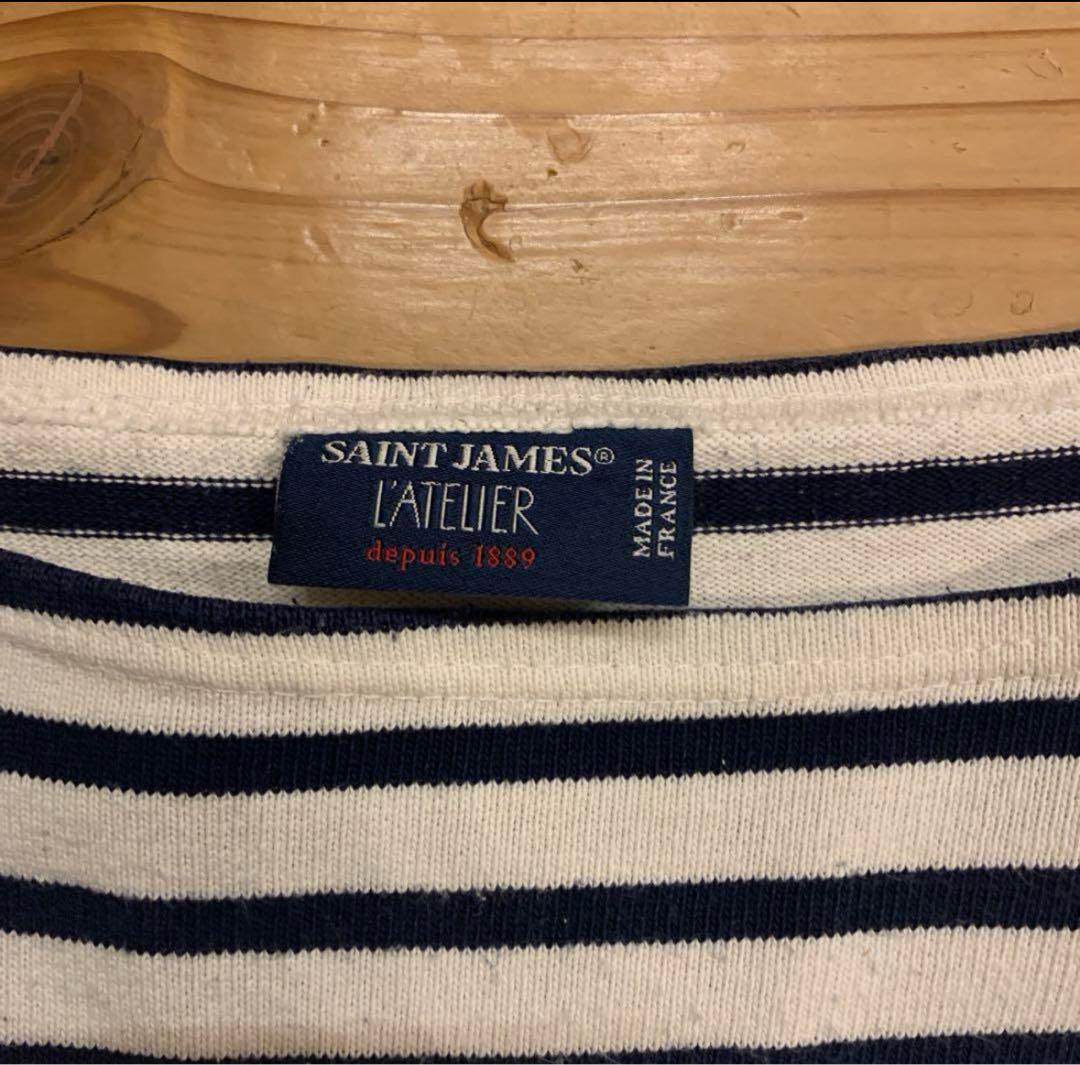 SAINT JAMES®
L'ATELIER
depuis 1889
MADE IN
FRANCE